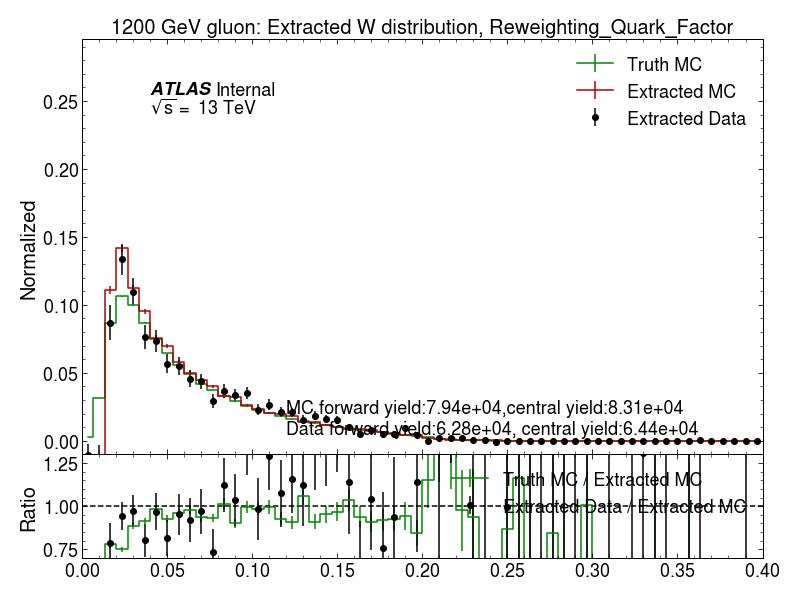 1200 GeV gluon: Extracted W distribution, Reweighting_Quark_Factor
ATLAS Internal
√s = 13 TeV
Truth MC
Extracted MC
Extracted Data
Normalized
0.25
0.20
0.15
0.10
0.05
0.00
MC forward yield:7.94e+04,central yield:8.31e+04
Data forward yield:6.28e+04, central yield:6.44e+04
Ratio
1.25
1.00
0.75
Truth MC / Extracted MC
Extracted Data / Extracted MC
0.00 0.05 0.10 0.15 0.20 0.25 0.30 0.35 0.40